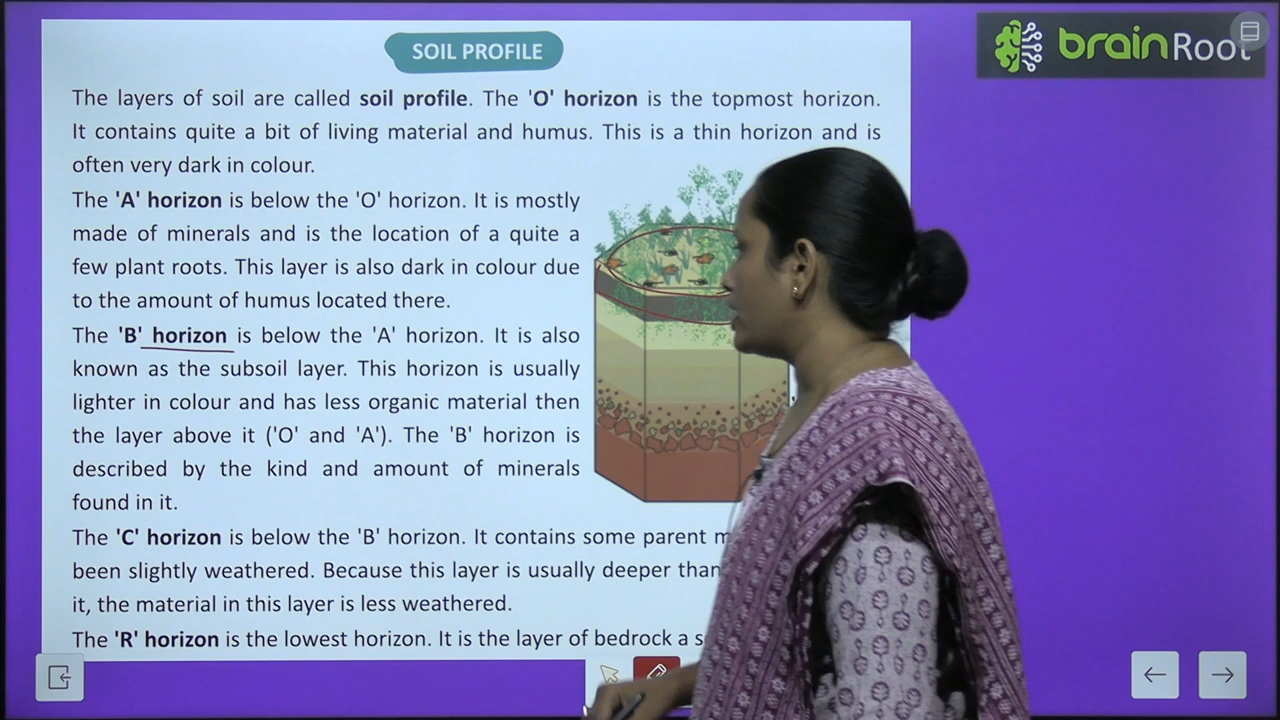 SOIL PROFILE
brainRoot
The layers of soil are called soil profile. The 'O' horizon is the topmost horizon.
It contains quite a bit of living material and humus. This is a thin horizon and is
often very dark in colour.
The 'A' horizon is below the 'O' horizon. It is mostly
made of minerals and is the location of a quite a
few plant roots. This layer is also dark in colour due
to the amount of humus located there.
The 'B' horizon is below the 'A' horizon. It is also
known as the subsoil layer. This horizon is usually
lighter in colour and has less organic material then
the layer above it ('O' and 'A'). The 'B' horizon is
described by the kind and amount of minerals
found in it.
The 'C' horizon is below the 'B' horizon. It contains some parent
been slightly weathered. Because this layer is usually deeper than
it, the material in this layer is less weathered.
The 'R' horizon is the lowest horizon. It is the layer of bedrock a